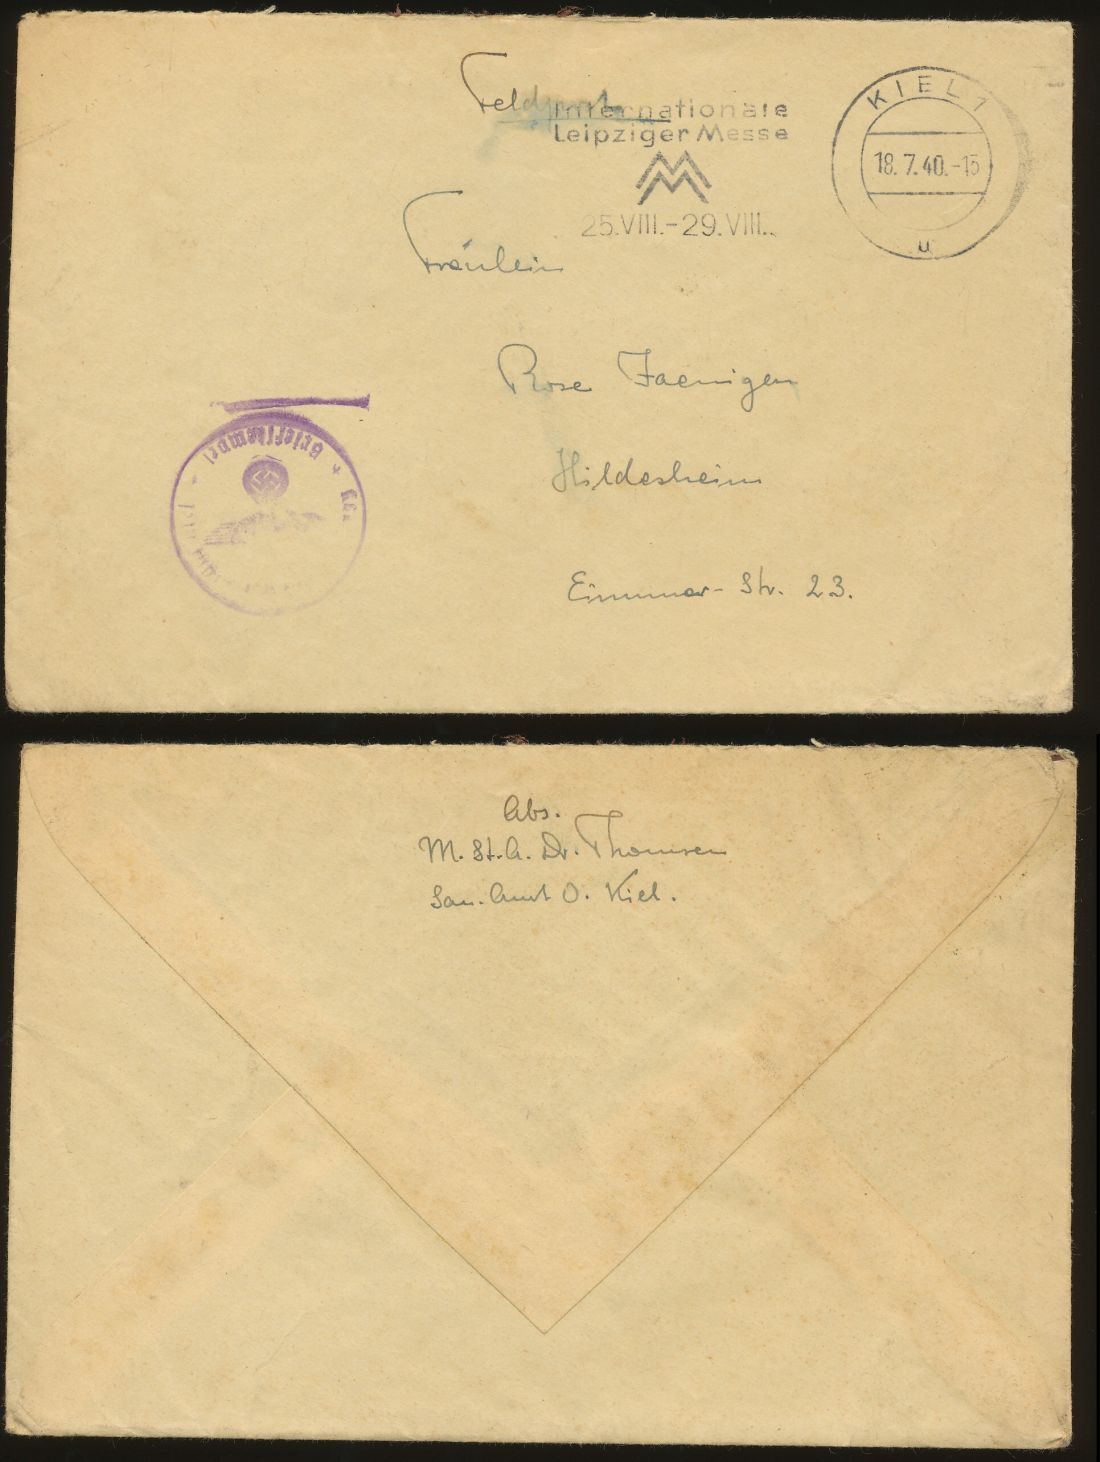 Feldpost
Internationale
Leipziger Messe
25.VIII.-29.VIII.
KIEL 1
18.7.40.-15
u
Fräulein
Rose Jaenigen
Hildesheim
Einumer-Str. 23.
Briefstempel
Abs.
M.St.A. Dr. Thomsen
San. Amt O. Kiel.